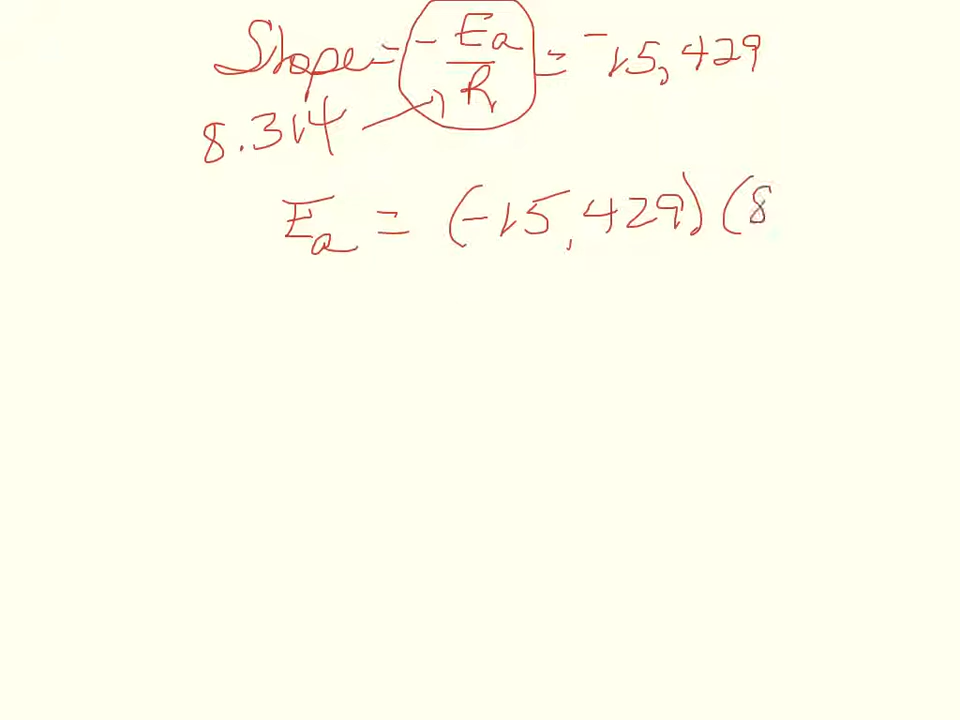 Slope = - Ea/R = -15,429
8.314
Ea = (-15,429) (8